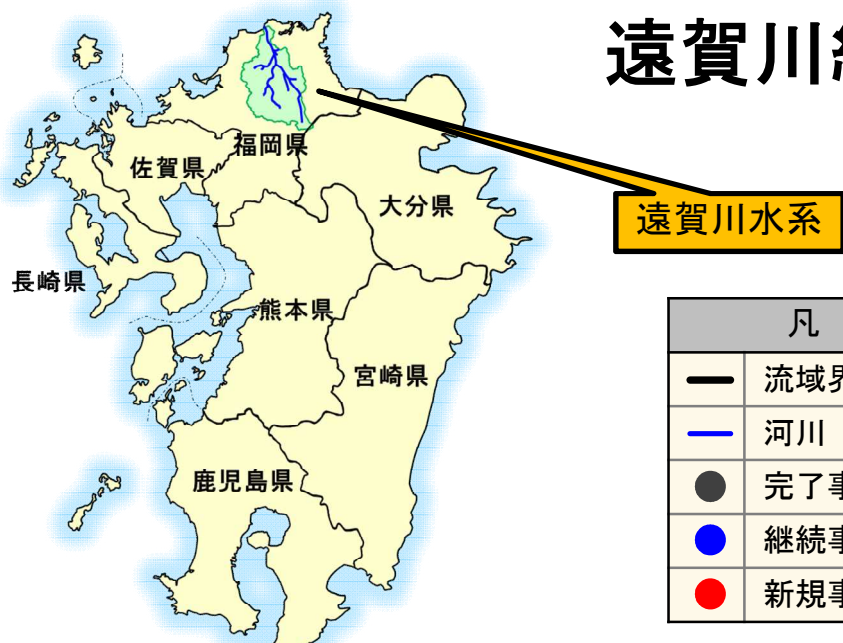 遠賀川
福岡県
佐賀県
大分県
遠賀川水系
長崎県
熊本県
宮崎県
鹿児島県
凡
流域界
河川
完了事
継続事
新規事